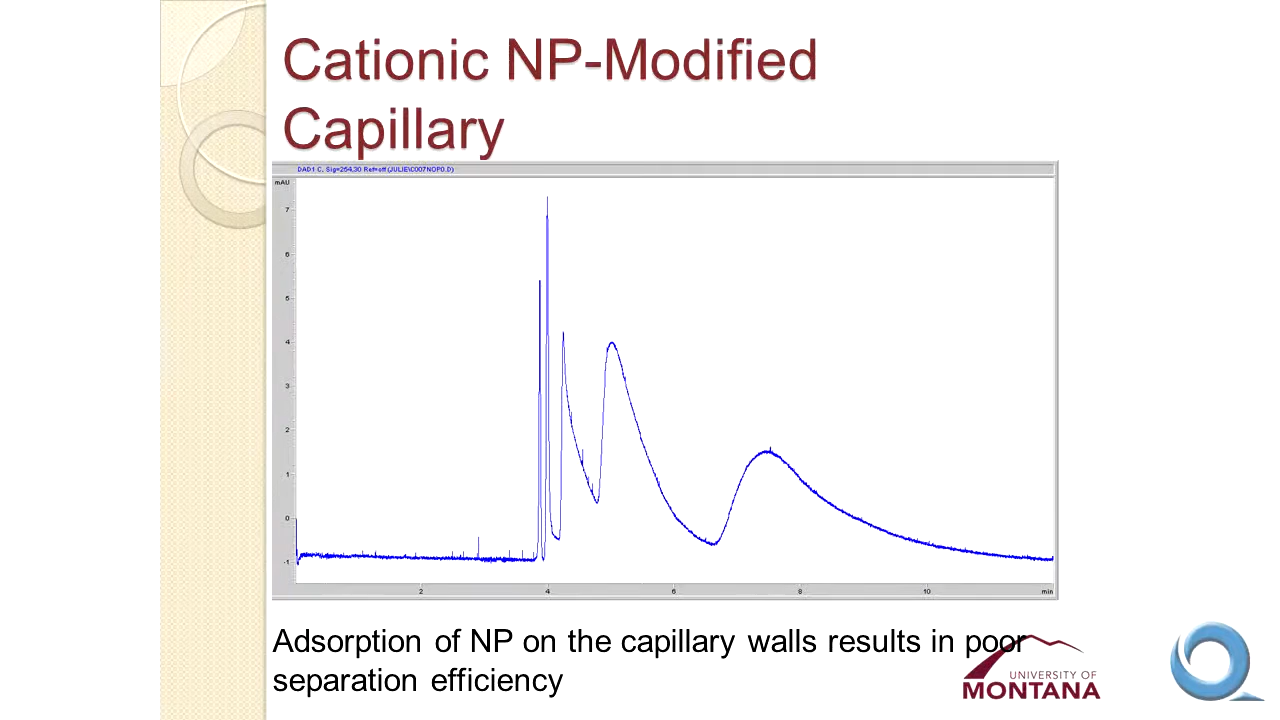 Cationic NP-Modified
Capillary
DAD1 C, Sig=254,30 Ref=off (JULIE\C007NOPO.D)
mAU
7
6
5
4
3
2
1
0
-1
2
4
6
8
10
min
Adsorption of NP on the capillary walls results in poor
separation efficiency
UNIVERSITY OF
MONTANA